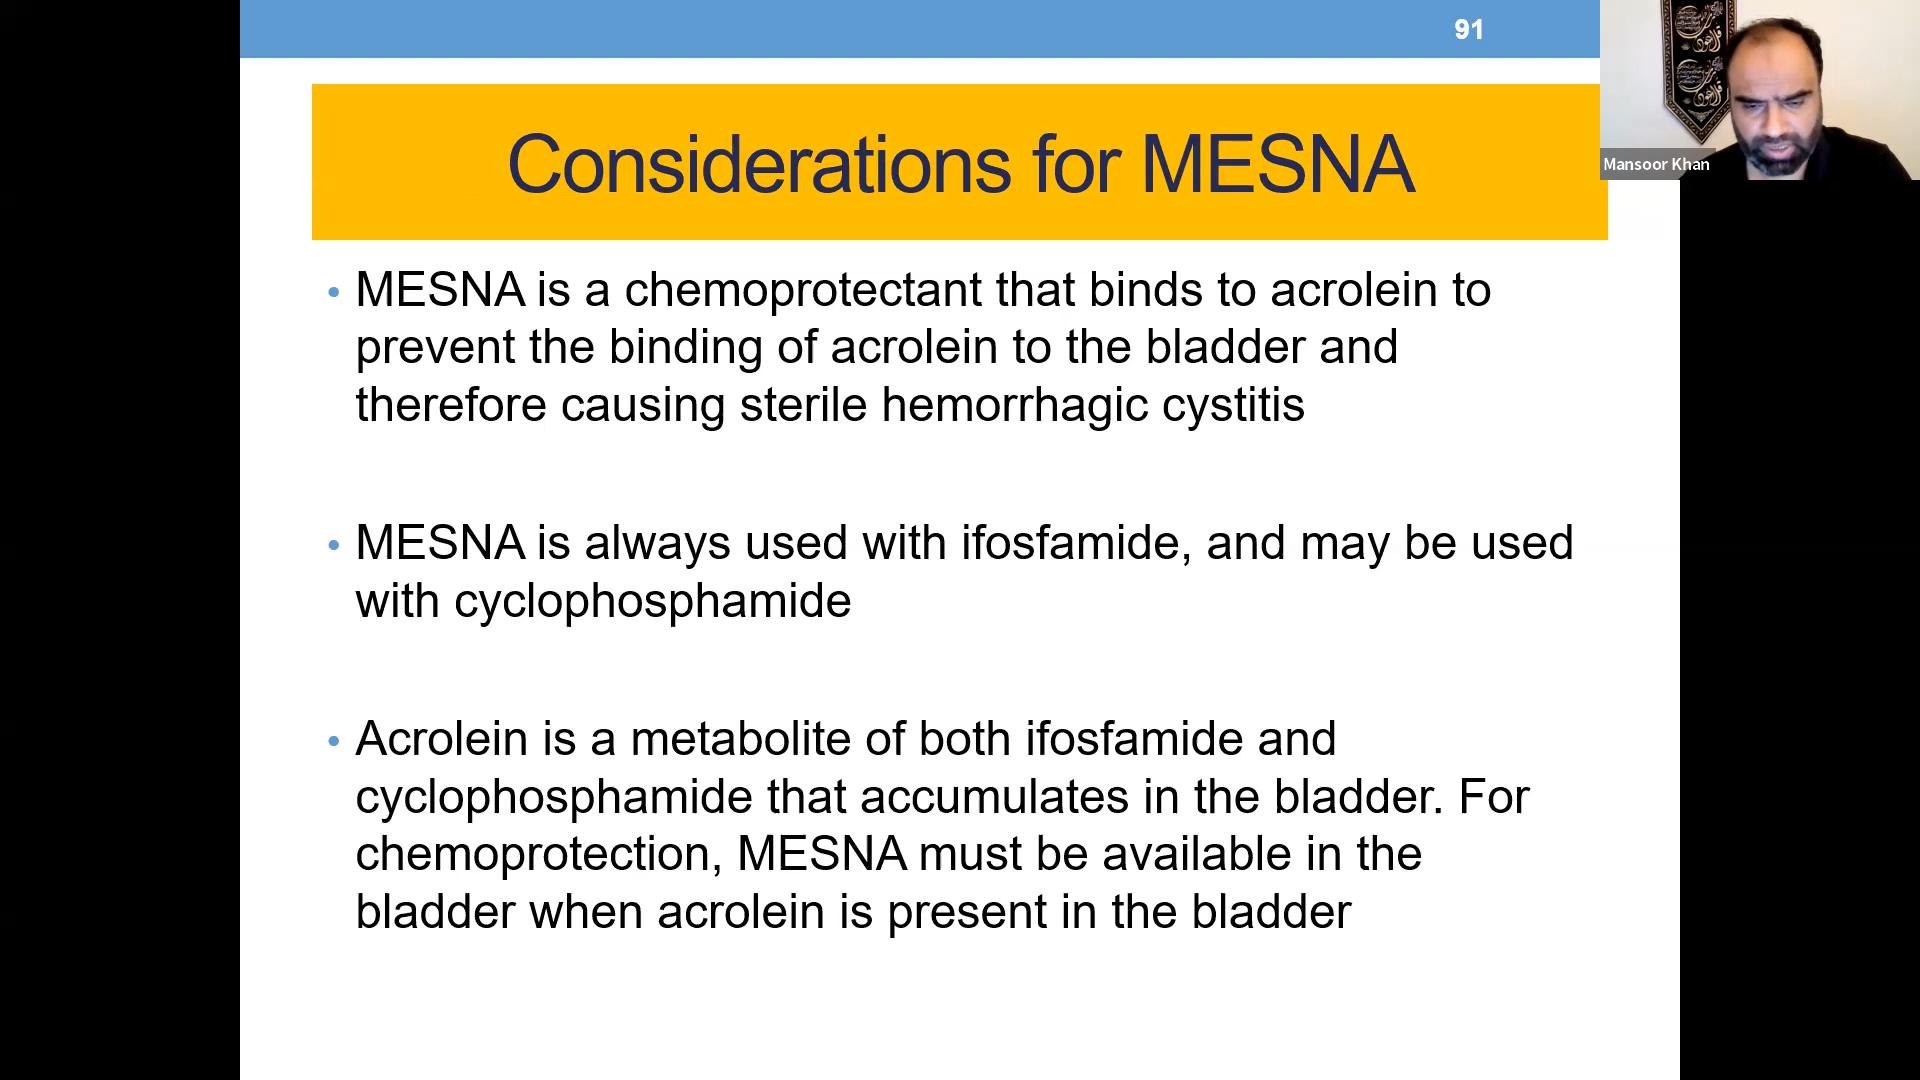 91
Considerations for MESNA
Mansoor Khan
• MESNA is a chemoprotectant that binds to acrolein to
prevent the binding of acrolein to the bladder and
therefore causing sterile hemorrhagic cystitis
• MESNA is always used with ifosfamide, and may be used
with cyclophosphamide
• Acrolein is a metabolite of both ifosfamide and
cyclophosphamide that accumulates in the bladder. For
chemoprotection, MESNA must be available in the
bladder when acrolein is present in the bladder